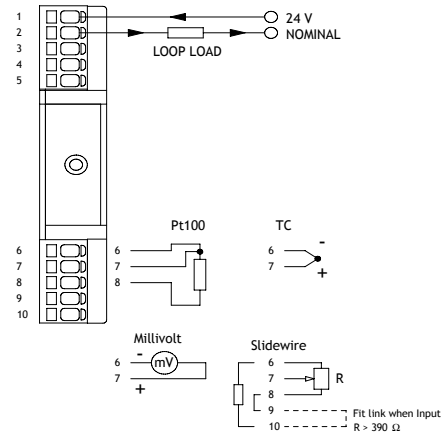 1
2
3
4
5
24 V
NOMINAL
LOOP LOAD
6
7
8
9
10
Pt100
6
7
8
TC
6 -
7 +
Millivolt
6 -
mV
7 +
Slidewire
6
7 R
8
9
10
Fit link when Input
R > 390 Ω